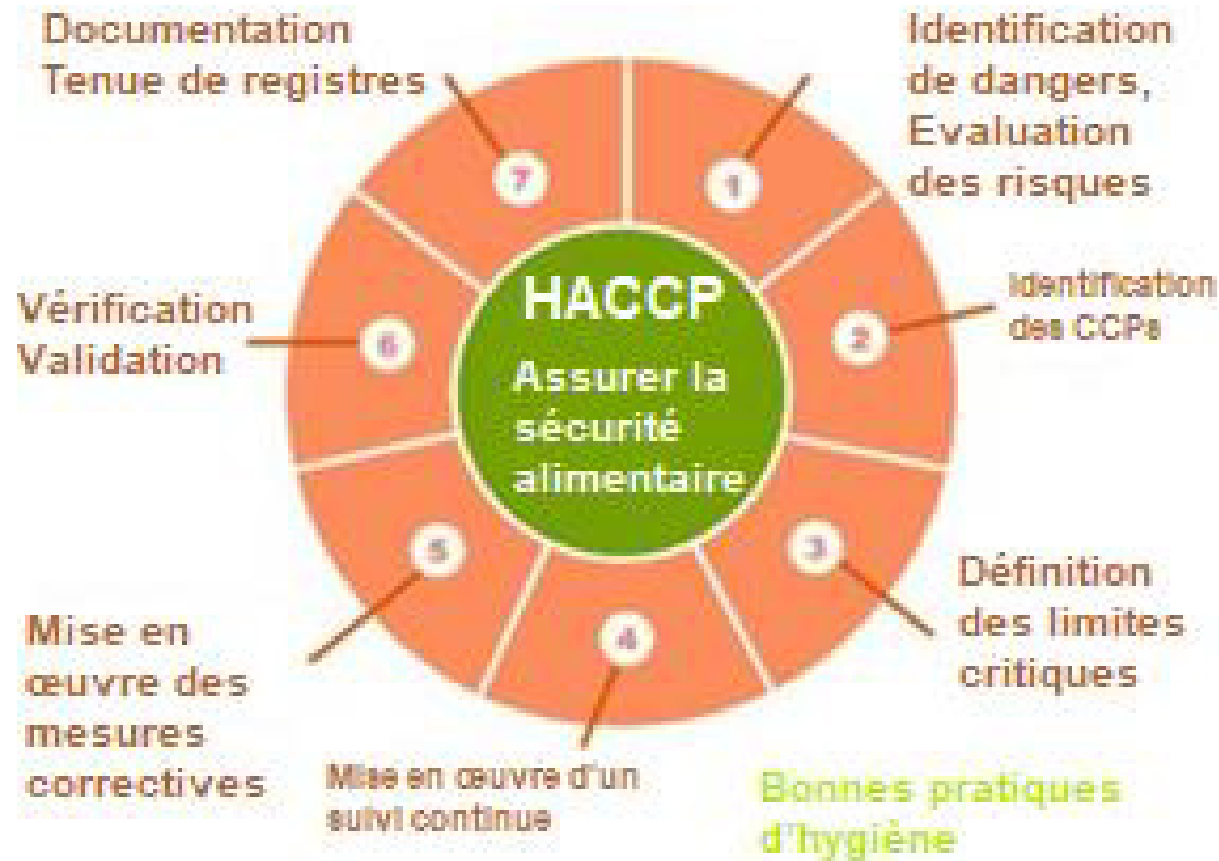 Documentation
Tenue de registres
7
Identification
de dangers,
Evaluation
des risques
1
Identification
des CCPs
2
Définition
des limites
critiques
3
Mise en œuvre d'un
suivi continue
4
Mise en
œuvre des
mesures
correctives
5
Vérification
Validation
6
HACCP
Assurer la
sécurité
alimentaire
Bonnes pratiques
d'hygiène